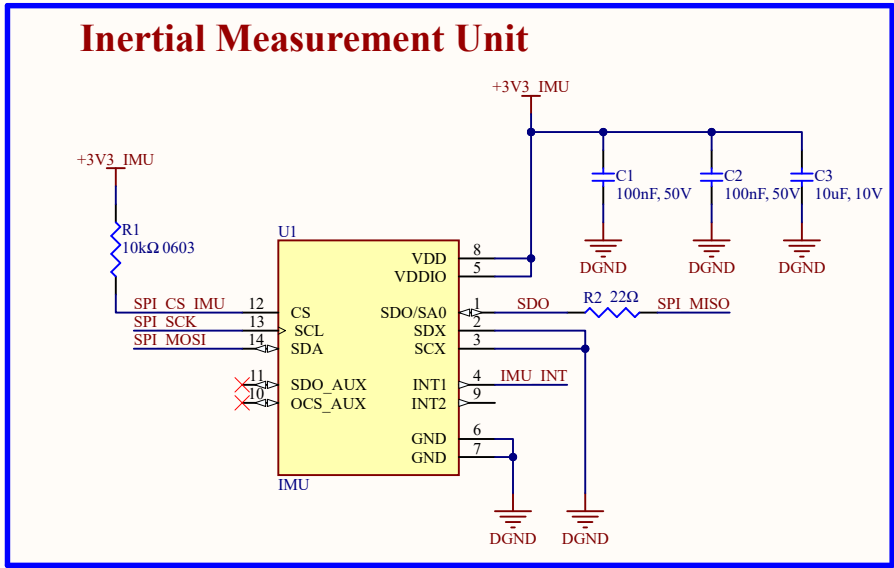 Inertial Measurement Unit
+3V3_IMU
+3V3_IMU
C1
100nF, 50V
C2
100nF, 50V
C3
10uF, 10V
R1
10kΩ 0603
U1
DGND
DGND
DGND
VDD
8
VDDIO
5
SPI_CS_IMU
12
CS
SPI_SCK
13
SCL
SPI_MOSI
14
SDA
SDO/SA0
1
SDO
R2
22Ω
SPI_MISO
SDX
2
SCX
3
11
SDO_AUX
10
OCS_AUX
INT1
4
IMU_INT
INT2
9
GND
6
GND
7
IMU
DGND
DGND